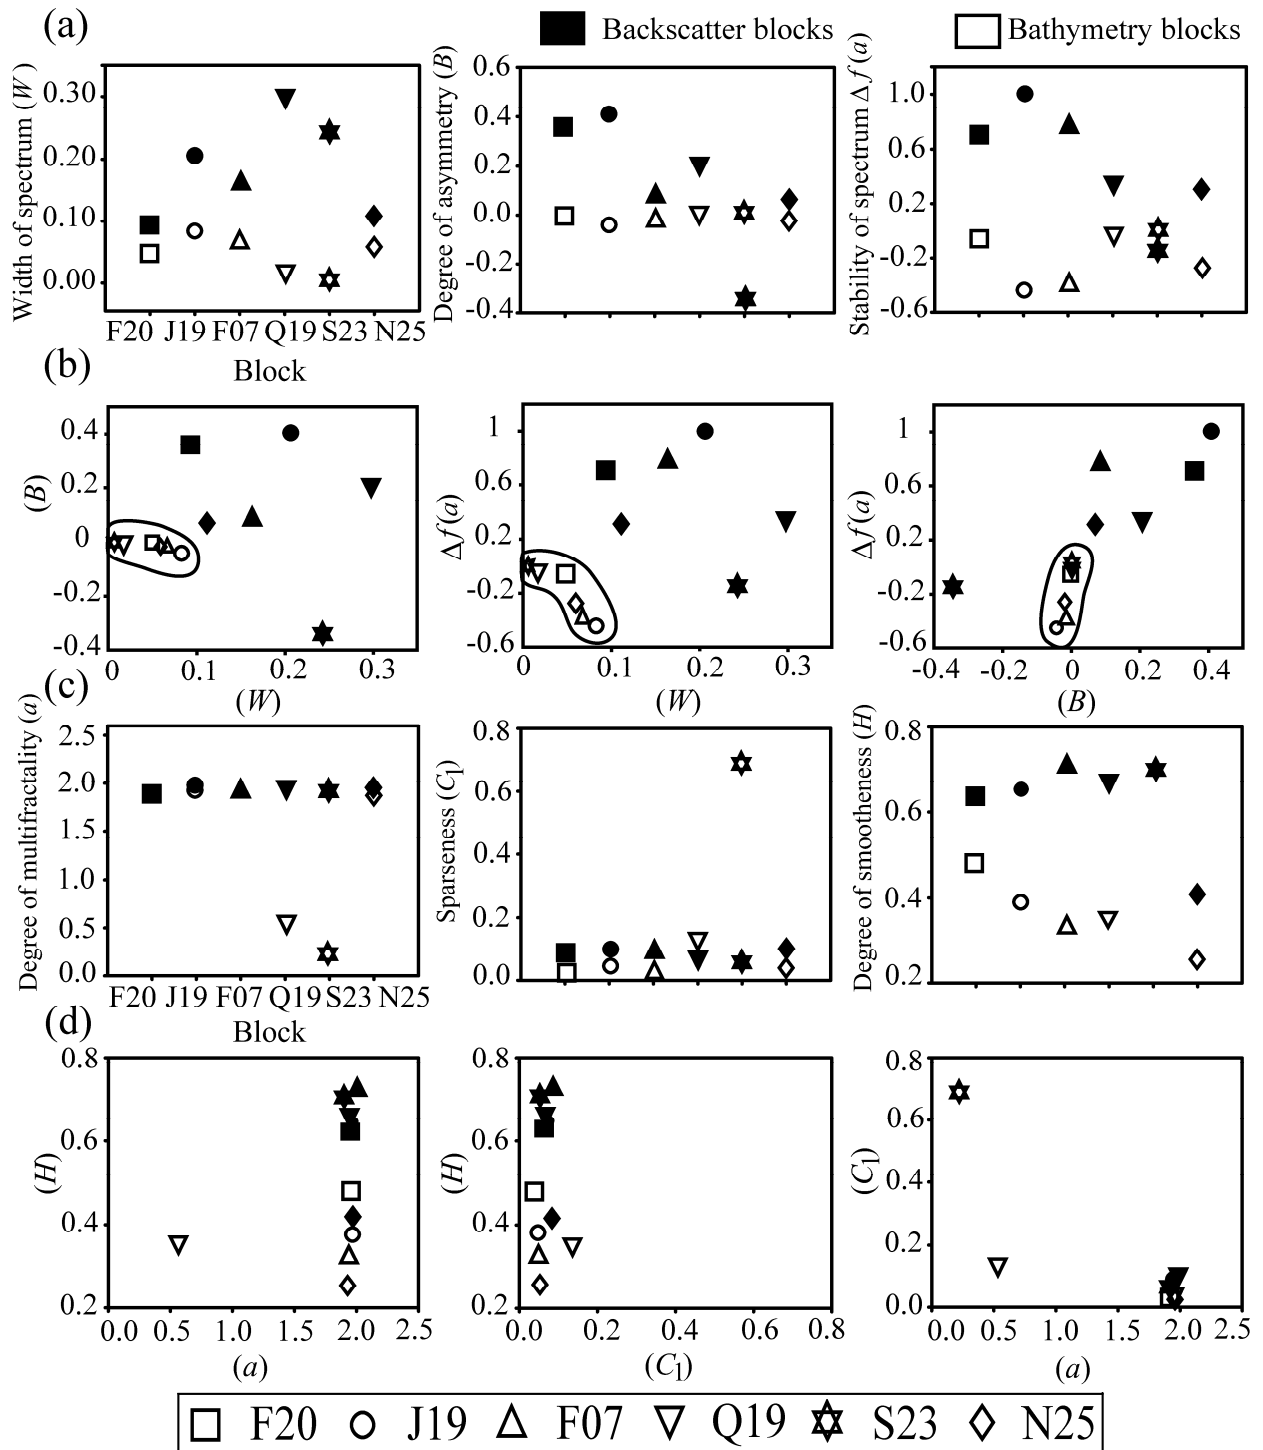 (a)
Backscatter blocks
Bathymetry blocks
Width of spectrum (W)
0.30
0.20
0.10
0.00
F20 J19 F07 Q19 S23 N25
Block
Degree of asymmetry (B)
0.6
0.4
0.2
0.0
-0.2
-0.4
Stability of spectrum Δf(a)
1.0
0.6
0.2
-0.2
-0.6
(b)
(B)
0.4
0.2
0
-0.2
-0.4
0 0.1 0.2 0.3
(W)
Δf(a)
1
0.6
0.2
-0.2
-0.6
0 0.1 0.2 0.3
(W)
Δf(a)
1
0.6
0.2
-0.2
-0.6
-0.4 -0.2 0 0.2 0.4
(B)
(c)
Degree of multifractality (a)
2.5
2.0
1.5
1.0
0.5
0.0
F20 J19 F07 Q19 S23 N25
Block
Sparseness (C1)
0.8
0.6
0.4
0.2
0.0
Degree of smootheness (H)
0.8
0.6
0.4
0.2
(d)
(H)
0.8
0.6
0.4
0.2
0.0 0.5 1.5 2.0 2.5
(a)
(H)
0.8
0.6
0.4
0.2
0.0 0.2 0.4 0.6 0.8
(C1)
(C1)
0.8
0.6
0.4
0.2
0.0
0.0 0.5 1.0 1.5 2.0 2.5
(a)
F20 J19 F07 Q19 S23 N25